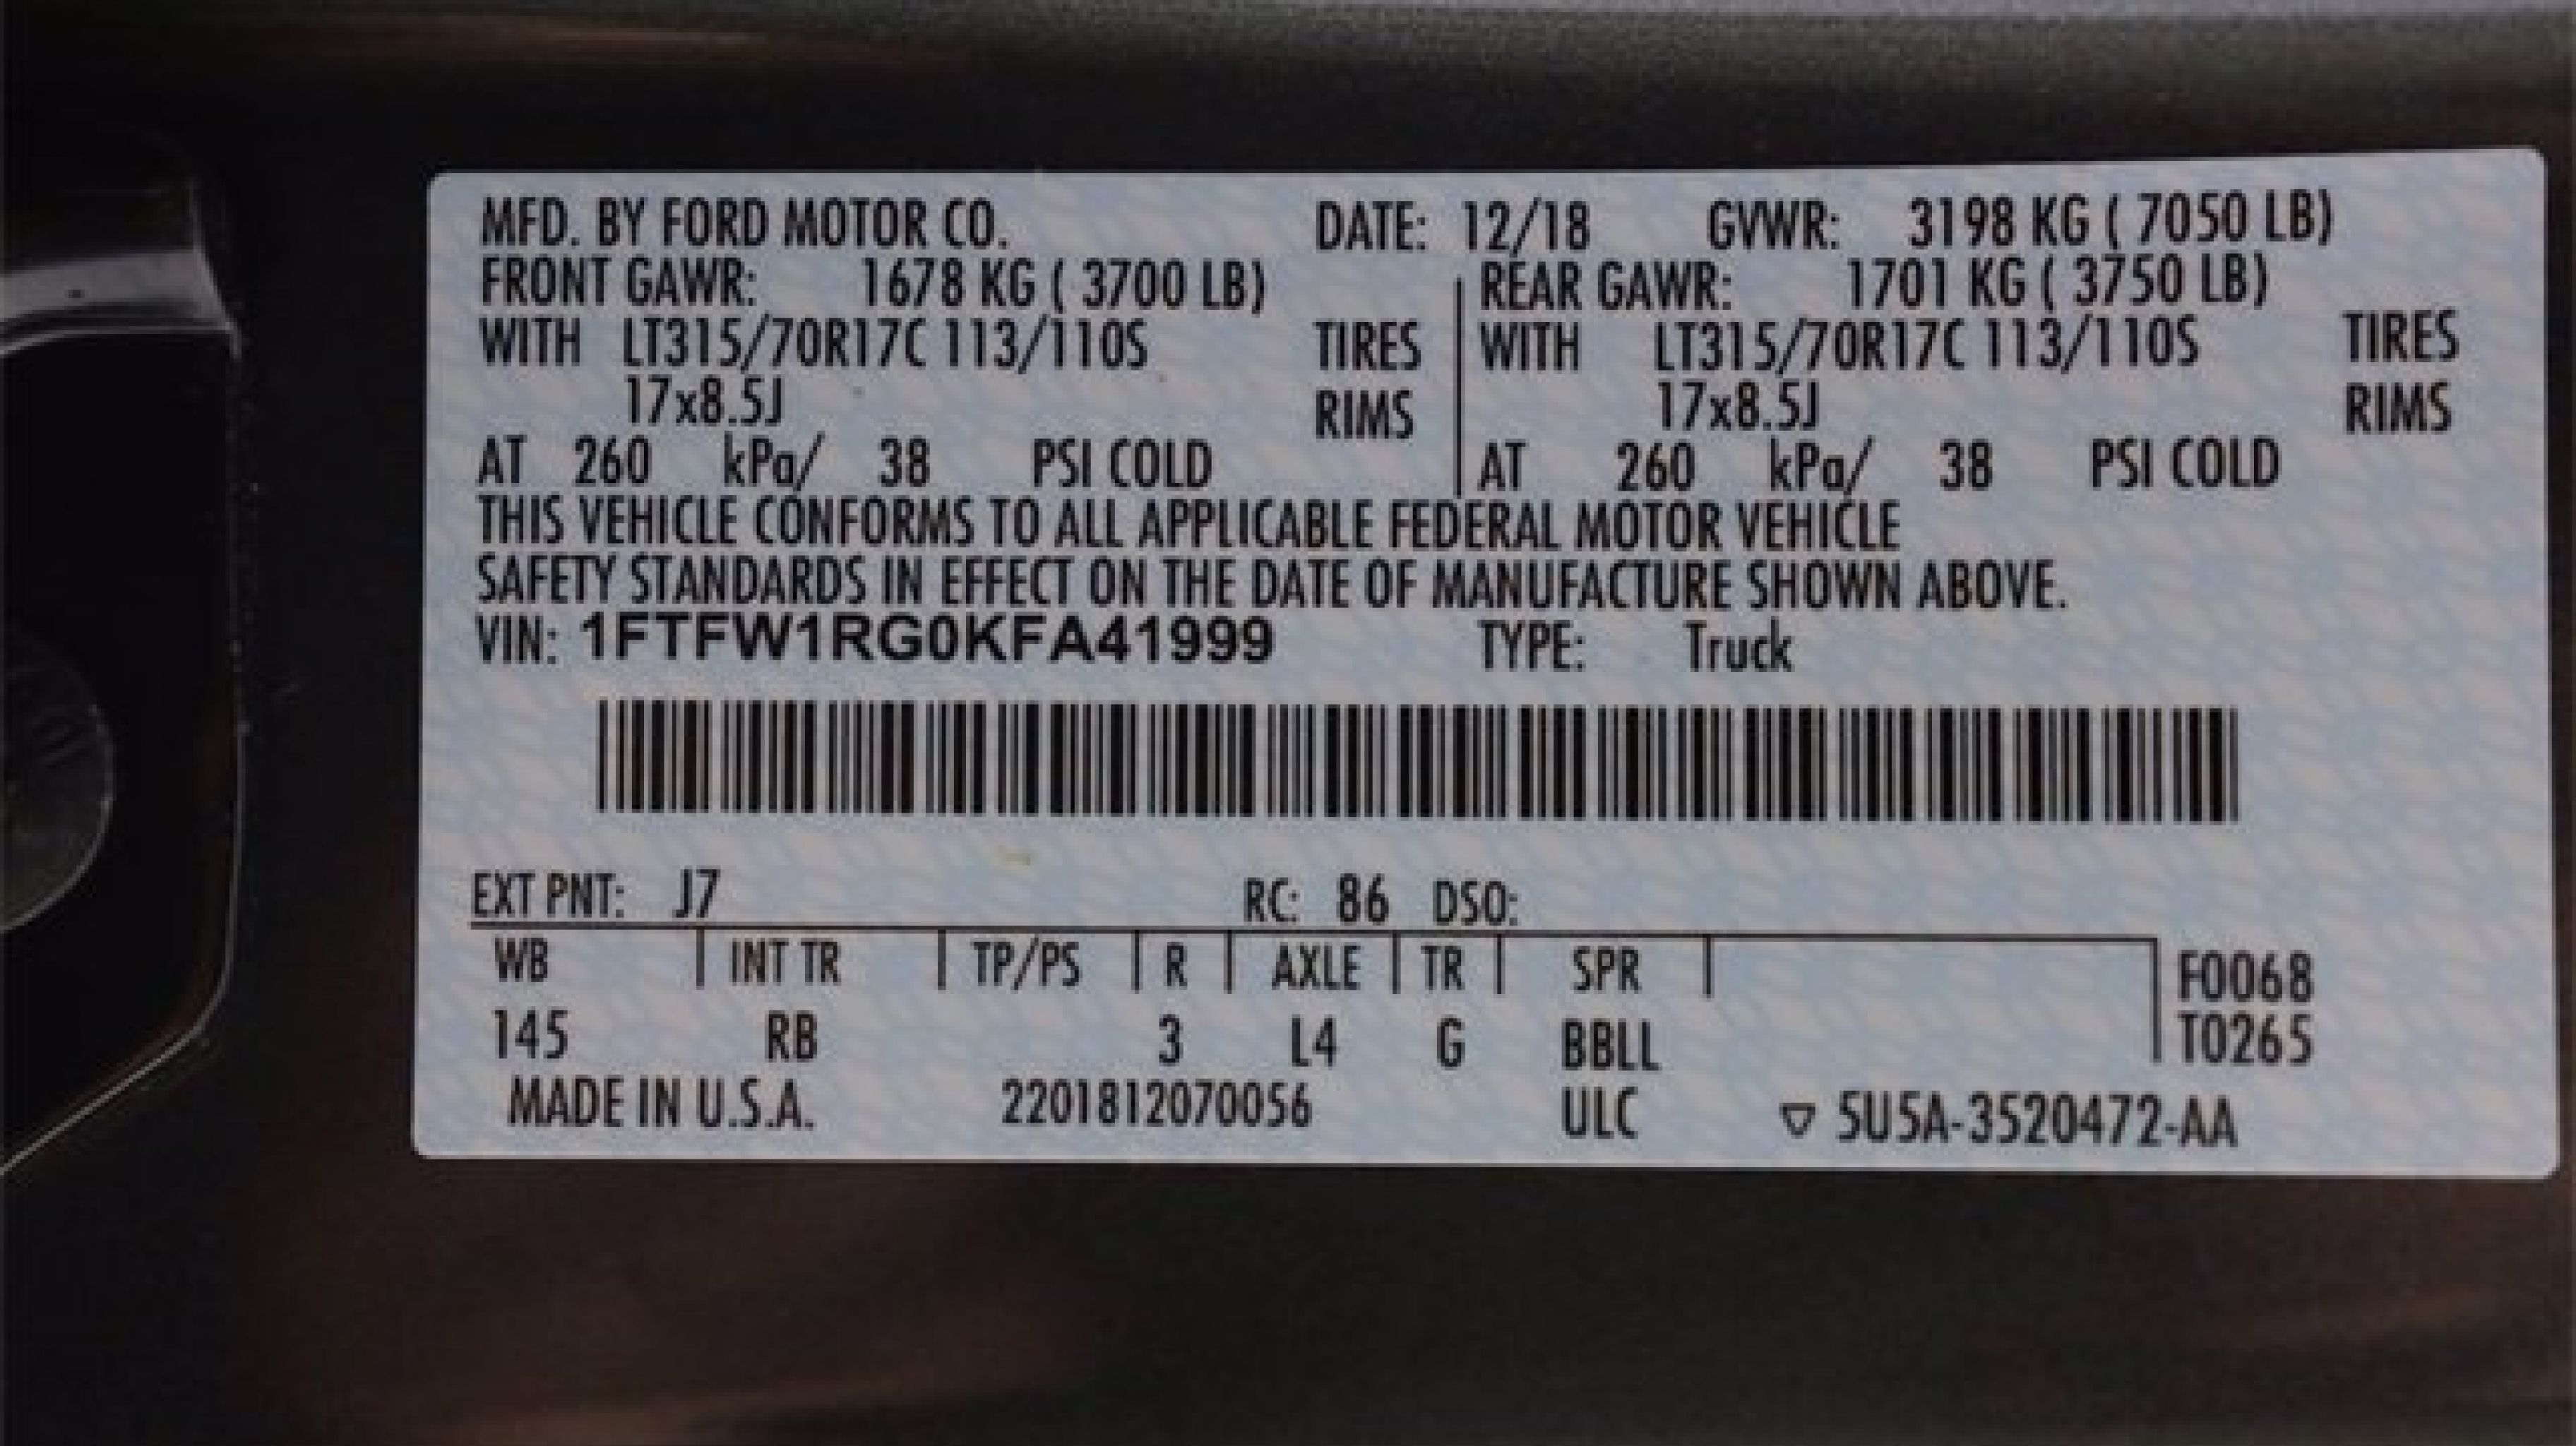 MFD. BY FORD MOTOR CO. DATE: 12/18 GVWR: 3198 KG ( 7050 LB)
FRONT GAWR: 1678 KG ( 3700 LB) REAR GAWR: 1701 KG ( 3750 LB)
WITH LT315/70R17C 113/110S TIRES WITH LT315/70R17C 113/110S TIRES
17x8.5J RIMS 17x8.5J RIMS
AT 260 kPa/ 38 PSI COLD AT 260 kPa/ 38 PSI COLD
THIS VEHICLE CONFORMS TO ALL APPLICABLE FEDERAL MOTOR VEHICLE
SAFETY STANDARDS IN EFFECT ON THE DATE OF MANUFACTURE SHOWN ABOVE.
VIN: 1FTFW1RG0KFA41999 TYPE: Truck
EXT PNT: J7 RC: 86 DSO:
WB INT TR TP/PS R AXLE TR SPR F0068
145 RB 3 L4 G BBLL T0265
MADE IN U.S.A. 2201812070056 ULC ▽ 5U5A-3520472-AA